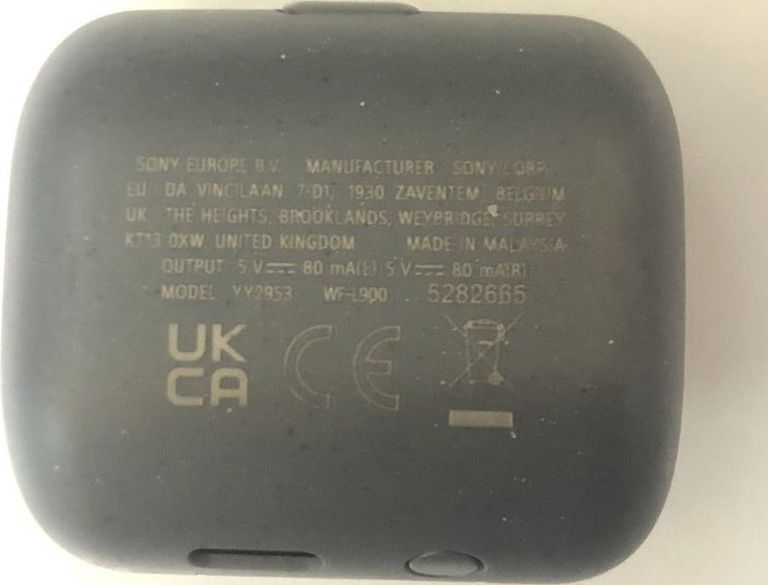 SONY EUROPE B.V. MANUFACTURER SONY CORP.
EU DA VINCILAAN 7-D1, 1930 ZAVENTEM BELGIUM
UK THE HEIGHTS, BROOKLANDS, WEYBRIDGE, SURREY
KT13 0XW, UNITED KINGDOM MADE IN MALAYSIA
OUTPUT 5 V⎓ 80 mA(L) 5 V⎓ 80 mA(R)
MODEL YY2953 WF-L900 5282665
UK
CA
CE